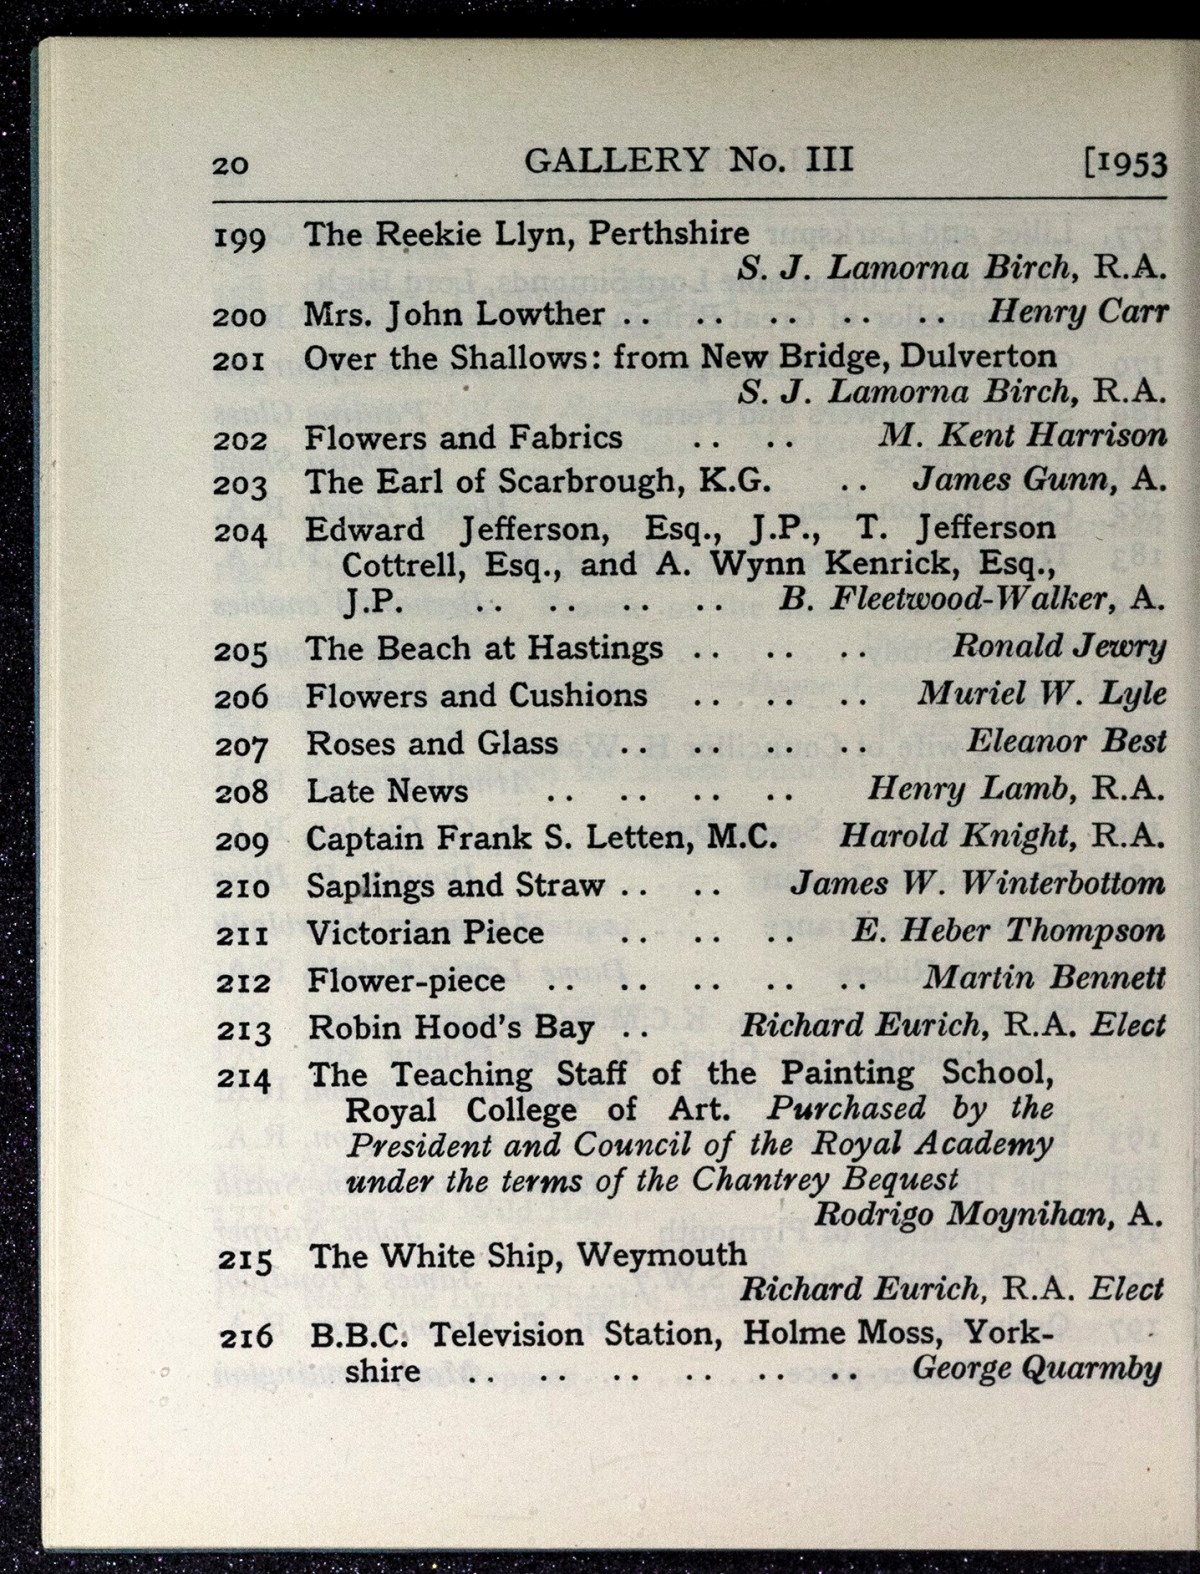 20 GALLERY No. III [1953
199 The Reekie Llyn, Perthshire
S. J. Lamorna Birch, R.A.
200 Mrs. John Lowther .. .. .. .. .. Henry Carr
201 Over the Shallows: from New Bridge, Dulverton
S. J. Lamorna Birch, R.A.
202 Flowers and Fabrics .. .. M. Kent Harrison
203 The Earl of Scarbrough, K.G. .. James Gunn, A.
204 Edward Jefferson, Esq., J.P., T. Jefferson
Cottrell, Esq., and A. Wynn Kenrick, Esq.,
J.P. .. .. .. .. B. Fleetwood-Walker, A.
205 The Beach at Hastings .. .. .. Ronald Jewry
206 Flowers and Cushions .. .. .. Muriel W. Lyle
207 Roses and Glass .. .. .. .. Eleanor Best
208 Late News .. .. .. .. Henry Lamb, R.A.
209 Captain Frank S. Letten, M.C. Harold Knight, R.A.
210 Saplings and Straw .. .. James W. Winterbottom
211 Victorian Piece .. .. .. E. Heber Thompson
212 Flower-piece .. .. .. .. .. Martin Bennett
213 Robin Hood's Bay .. Richard Eurich, R.A. Elect
214 The Teaching Staff of the Painting School,
Royal College of Art. Purchased by the
President and Council of the Royal Academy
under the terms of the Chantrey Bequest
Rodrigo Moynihan, A.
215 The White Ship, Weymouth
Richard Eurich, R.A. Elect
216 B.B.C. Television Station, Holme Moss, York-
shire .. .. .. .. .. .. George Quarmby